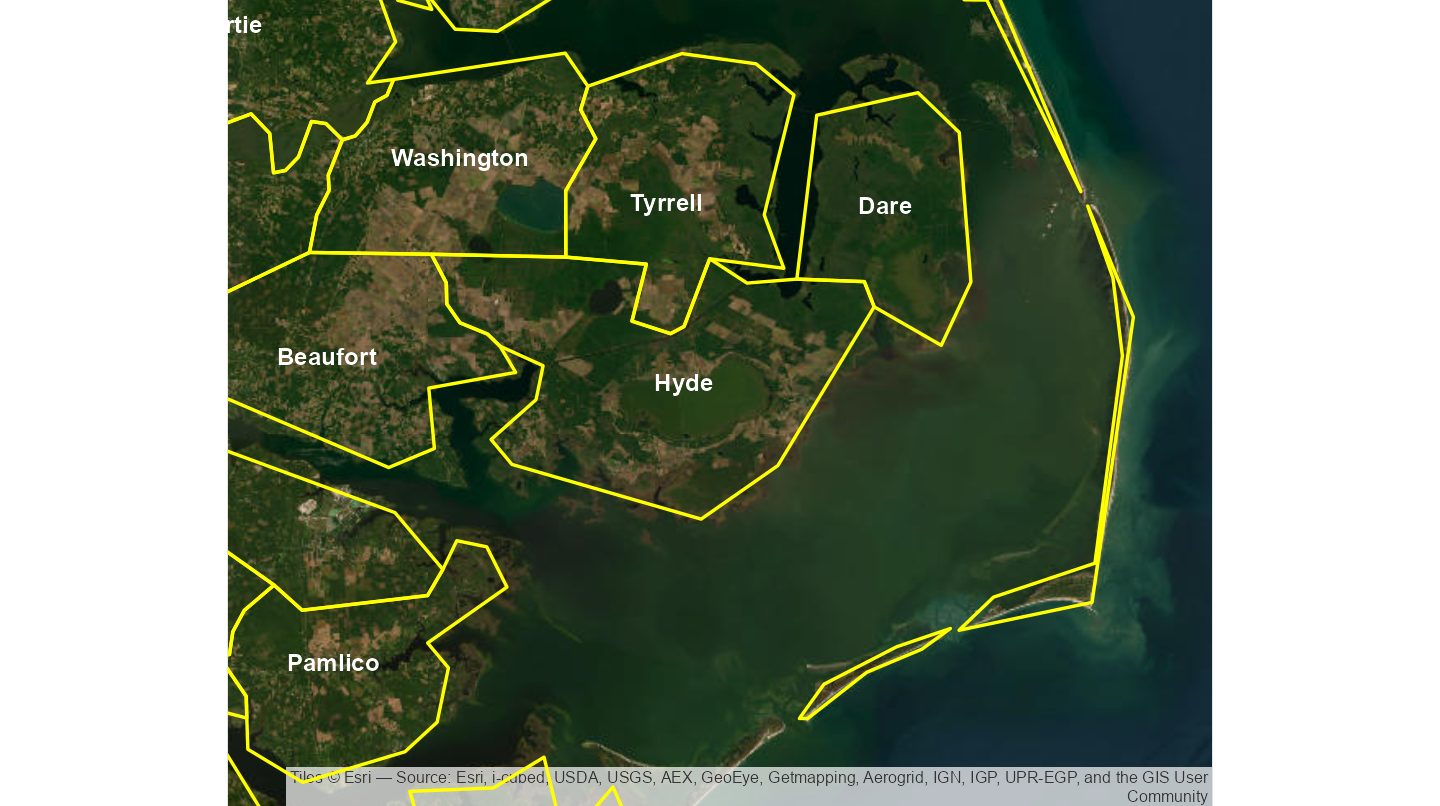 rtie
Washington
Tyrrell
Dare
Beaufort
Hyde
Pamlico
Tiles © Esri — Source: Esri, i-cubed, USDA, USGS, AEX, GeoEye, Getmapping, Aerogrid, IGN, IGP, UPR-EGP, and the GIS User
Community